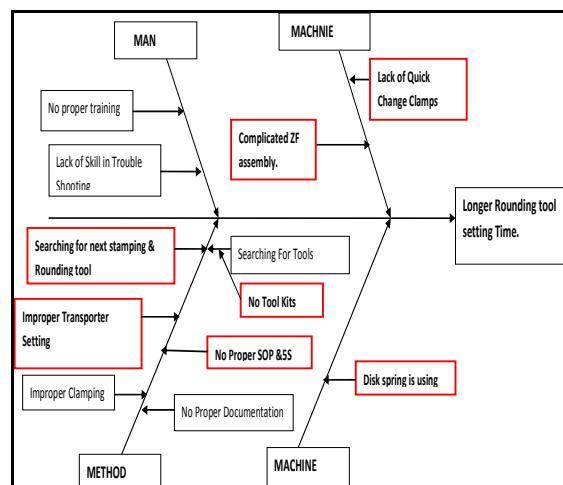 MAN
MACHNIE
No proper training
Lack of Quick
Change Clamps
Complicated ZF
assembly.
Lack of Skill in Trouble
Shooting
Longer Rounding tool
setting Time.
Searching for next stamping &
Rounding tool
Searching For Tools
No Tool Kits
Improper Transporter
Setting
No Proper SOP &5S
Improper Clamping
Disk spring is using
No Proper Documentation
METHOD
MACHINE